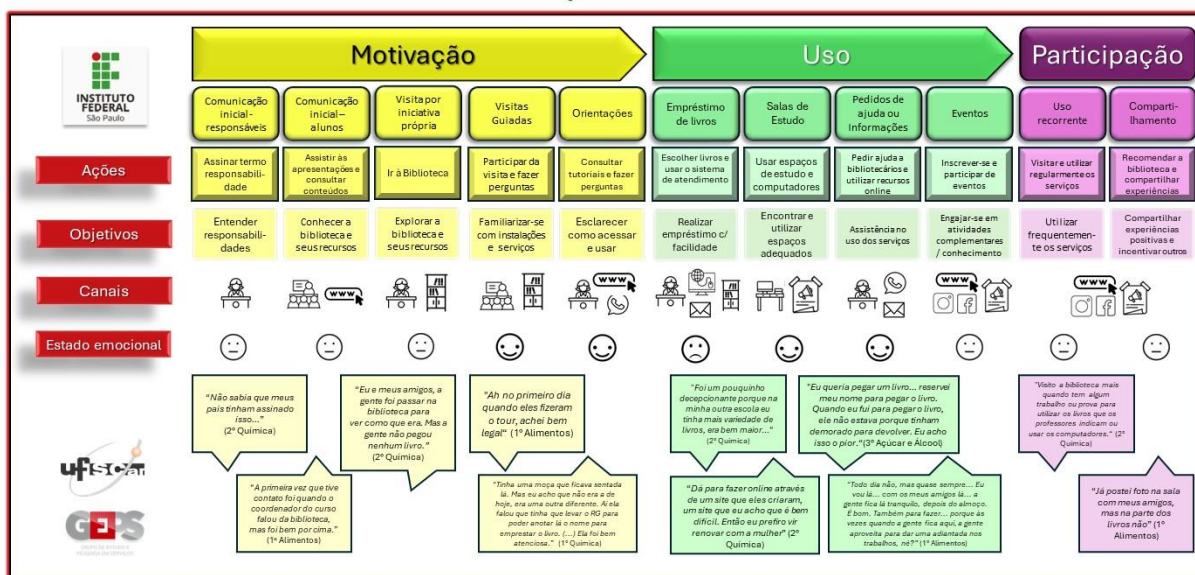 INSTITUTO
FEDERAL
São Paulo
Motivação
Uso
Participação
Comunicação
inicial-
responsáveis
Comunicação
inicial–
alunos
Visita por
iniciativa
própria
Visitas
Guiadas
Orientações
Empréstimo
de livros
Salas de
Estudo
Pedidos de
ajuda ou
Informações
Eventos
Uso
recorrente
Comparti-
lhamento
Ações
Assinar termo
responsabili-
dade
Assistir às
apresentações e
consultar
conteúdos
Ir à Biblioteca
Participar da
visita e fazer
perguntas
Consultar
tutoriais e fazer
perguntas
Escolher livros e
usar o sistema
de atendimento
Usar espaços
de estudo e
computadores
Pedir ajuda a
bibliotecários e
utilizar recursos
online
Inscrever-se e
participar de
eventos
Visitar e utilizar
regularmente os
serviços
Recomendar a
biblioteca e
compartilhar
experiências
Objetivos
Entender
responsabili-
dades
Conhecer a
biblioteca e
seus recursos
Explorar a
biblioteca e
seus recursos
Familiarizar-se
com instalações
e serviços
Esclarecer
como acessar
e usar
Realizar
empréstimo c/
facilidade
Encontrar e
utilizar
espaços
adequados
Assistência no
uso dos serviços
Engajar-se em
atividades
complementares
/ conhecimento
Utilizar
frequentemen-
te os serviços
Compartilhar
experiências
positivas e
incentivar outros
Canais
www
www
www
www
Estado emocional
"Não sabia que meus
pais tinham assinado
isso..."
(2º Química)
"Eu e meus amigos, a
gente foi passar na
biblioteca para
ver como que era. Mas a
gente não pegou
nenhum livro."
(2º Química)
"Ah no primeiro dia
quando eles fizeram
o tour, achei bem
legal" (1º Alimentos)
"Foi um pouquinho
decepcionante porque na
minha outra escola eu
tinha mais variedade de
livros, era bem maior..."
(2º Química)
"Eu queria pegar um livro... reservei
meu nome para pegar o livro.
Quando eu fui para pegar o livro,
ele não estava porque tinham
demorado para devolver. Eu acho
isso o pior."(3º Açúcar e Álcool)
"Visito a biblioteca mais
quando tem algum
trabalho ou prova para
utilizar os livros que os
professores indicam ou
usar os computadores." (2º
Química)
ufscar
GEPS
"A primeira vez que tive
contato foi quando o
coordenador do curso
falou da biblioteca,
mas foi bem por cima."
(1º Alimentos)
"Tinha uma moça que ficava sentada
lá. Mas eu acho que não era a de
hoje, era uma outra diferente. Aí ela
falou que tinha que levar o RG para
poder anotar lá o nome para
emprestar o livro. (...) Ela foi bem
atenciosa." (1º Química)
"Dá para fazer online através
de um site que eles criaram,
um site que eu acho que é bem
difícil. Então eu prefiro vir
renovar com a mulher" (2º
Química)
"Todo dia não, mas quase sempre... Eu
vou lá... com os meus amigos lá... a
gente fica lá tranquilo, depois do almoço.
É bom. Também para fazer... porque às
vezes quando a gente fica aqui, a gente
aproveita para dar uma adiantada nos
trabalhos, né?" (1º Alimentos)
"Já postei foto na sala
com meus amigos,
mas na parte dos
livros não" (1º
Alimentos)